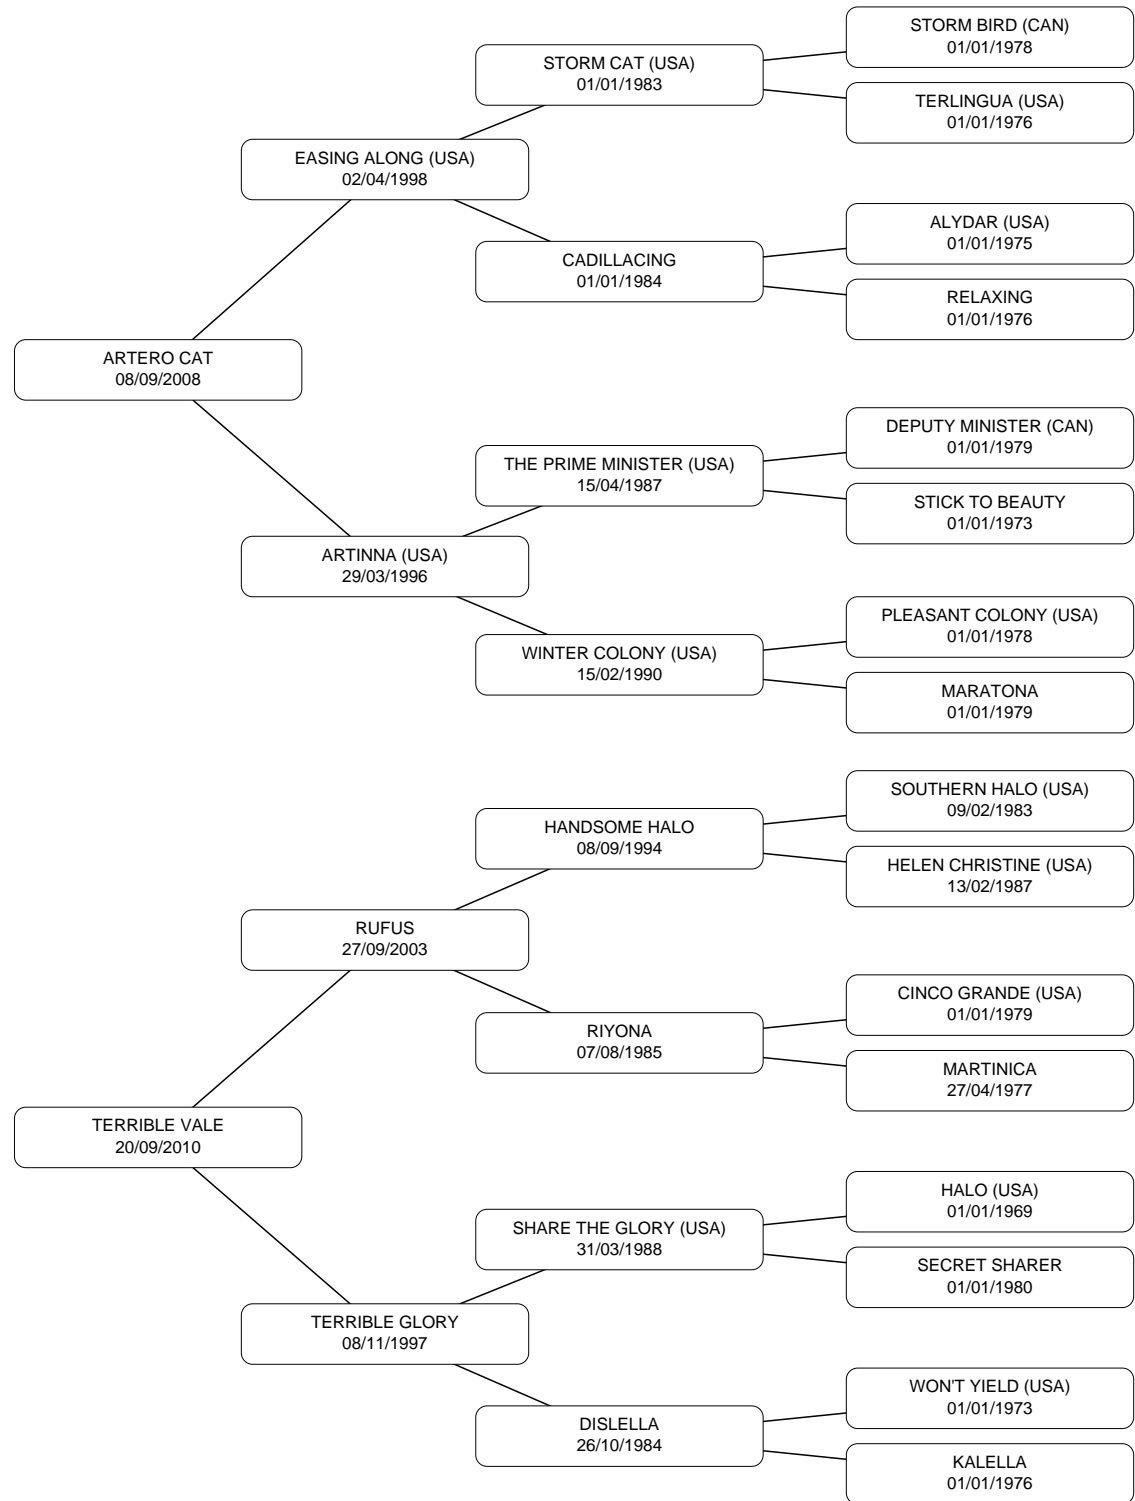 STORM BIRD (CAN)
01/01/1978
STORM CAT (USA)
01/01/1983
TERLINGUA (USA)
01/01/1976
EASING ALONG (USA)
02/04/1998
ALYDAR (USA)
01/01/1975
CADILLACING
01/01/1984
RELAXING
01/01/1976
ARTERO CAT
08/09/2008
DEPUTY MINISTER (CAN)
01/01/1979
THE PRIME MINISTER (USA)
15/04/1987
STICK TO BEAUTY
01/01/1973
ARTINNA (USA)
29/03/1996
PLEASANT COLONY (USA)
01/01/1978
WINTER COLONY (USA)
15/02/1990
MARATONA
01/01/1979
SOUTHERN HALO (USA)
09/02/1983
HANDSOME HALO
08/09/1994
HELEN CHRISTINE (USA)
13/02/1987
RUFUS
27/09/2003
CINCO GRANDE (USA)
01/01/1979
RIYONA
07/08/1985
MARTINICA
27/04/1977
TERRIBLE VALE
20/09/2010
HALO (USA)
01/01/1969
SHARE THE GLORY (USA)
31/03/1988
SECRET SHARER
01/01/1980
TERRIBLE GLORY
08/11/1997
WON'T YIELD (USA)
01/01/1973
DISLELLA
26/10/1984
KALELLA
01/01/1976